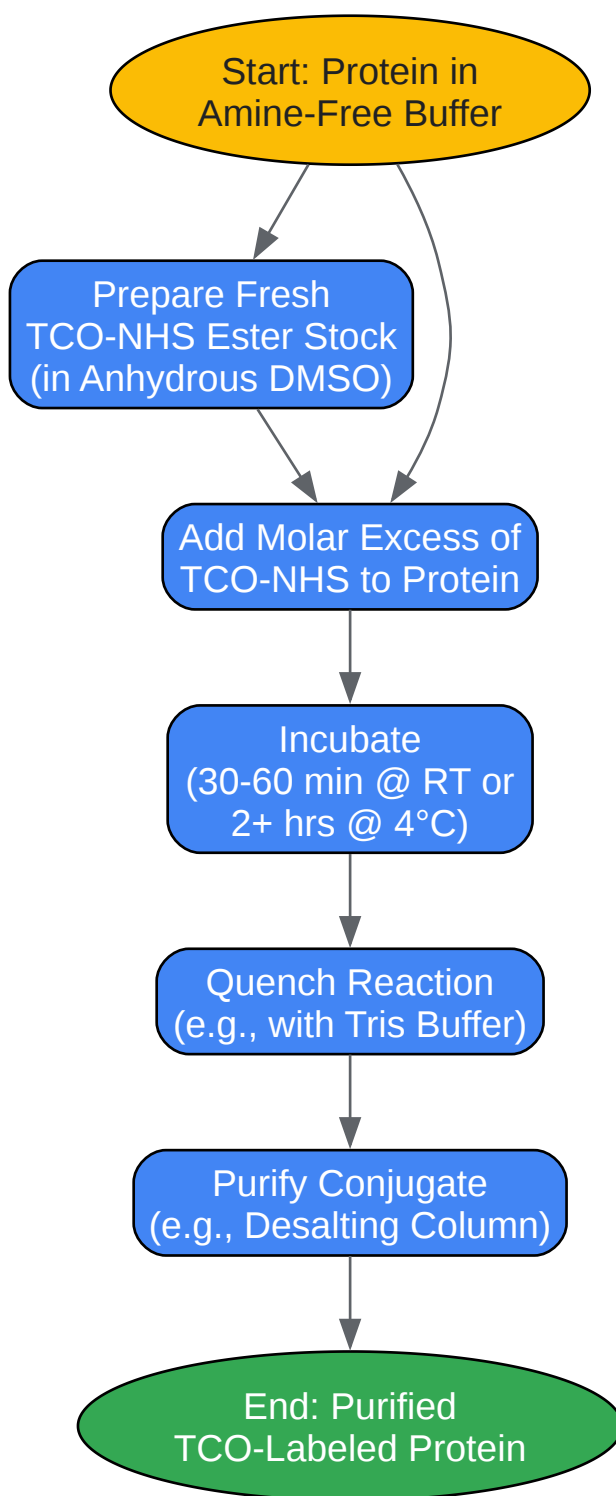 Start: Protein in
Amine-Free Buffer
Prepare Fresh
TCO-NHS Ester Stock
(in Anhydrous DMSO)
Add Molar Excess of
TCO-NHS to Protein
Incubate
(30-60 min @ RT or
2+ hrs @ 4°C)
Quench Reaction
(e.g., with Tris Buffer)
Purify Conjugate
(e.g., Desalting Column)
End: Purified
TCO-Labeled Protein